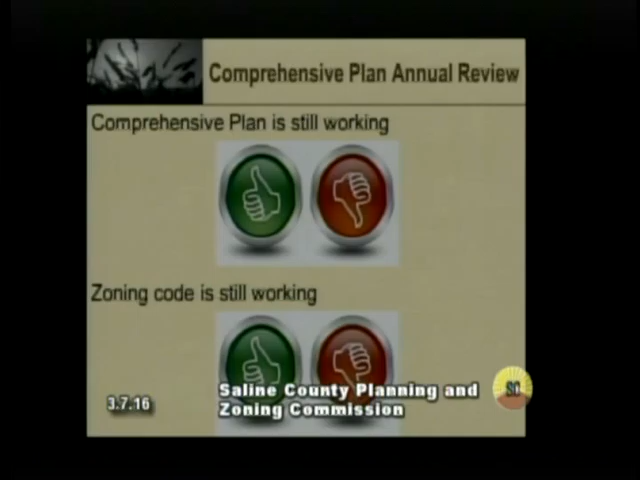 Comprehensive Plan Annual Review
Comprehensive Plan is still working
Zoning code is still working
3.7.16
Saline County Planning and
Zoning Commission
SC